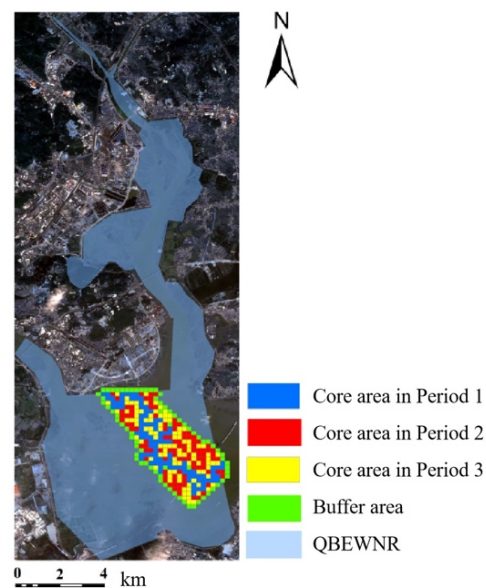 N
Core area in Period 1
Core area in Period 2
Core area in Period 3
Buffer area
QBEWNR
0 2 4 km